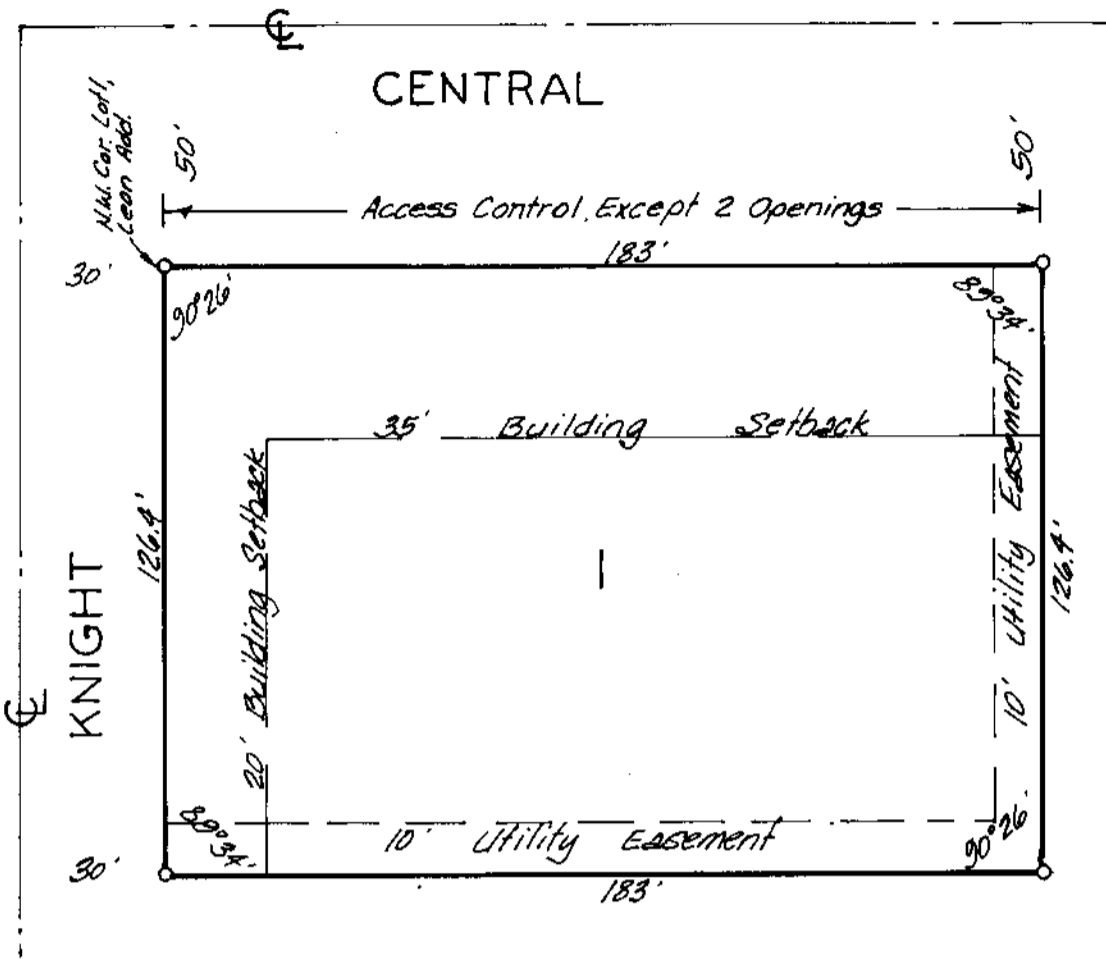 ℄
CENTRAL
N.W. Cor. Lot 1,
Leon Add.
50'
50'
Access Control Except 2 Openings
183'
30'
90°26'
89°34'
35' Building Setback
20' Building Setback
10' Utility Easement
126.4'
126.4'
1
KNIGHT
℄
89°34'
10' Utility Easement
90°26'
30'
183'